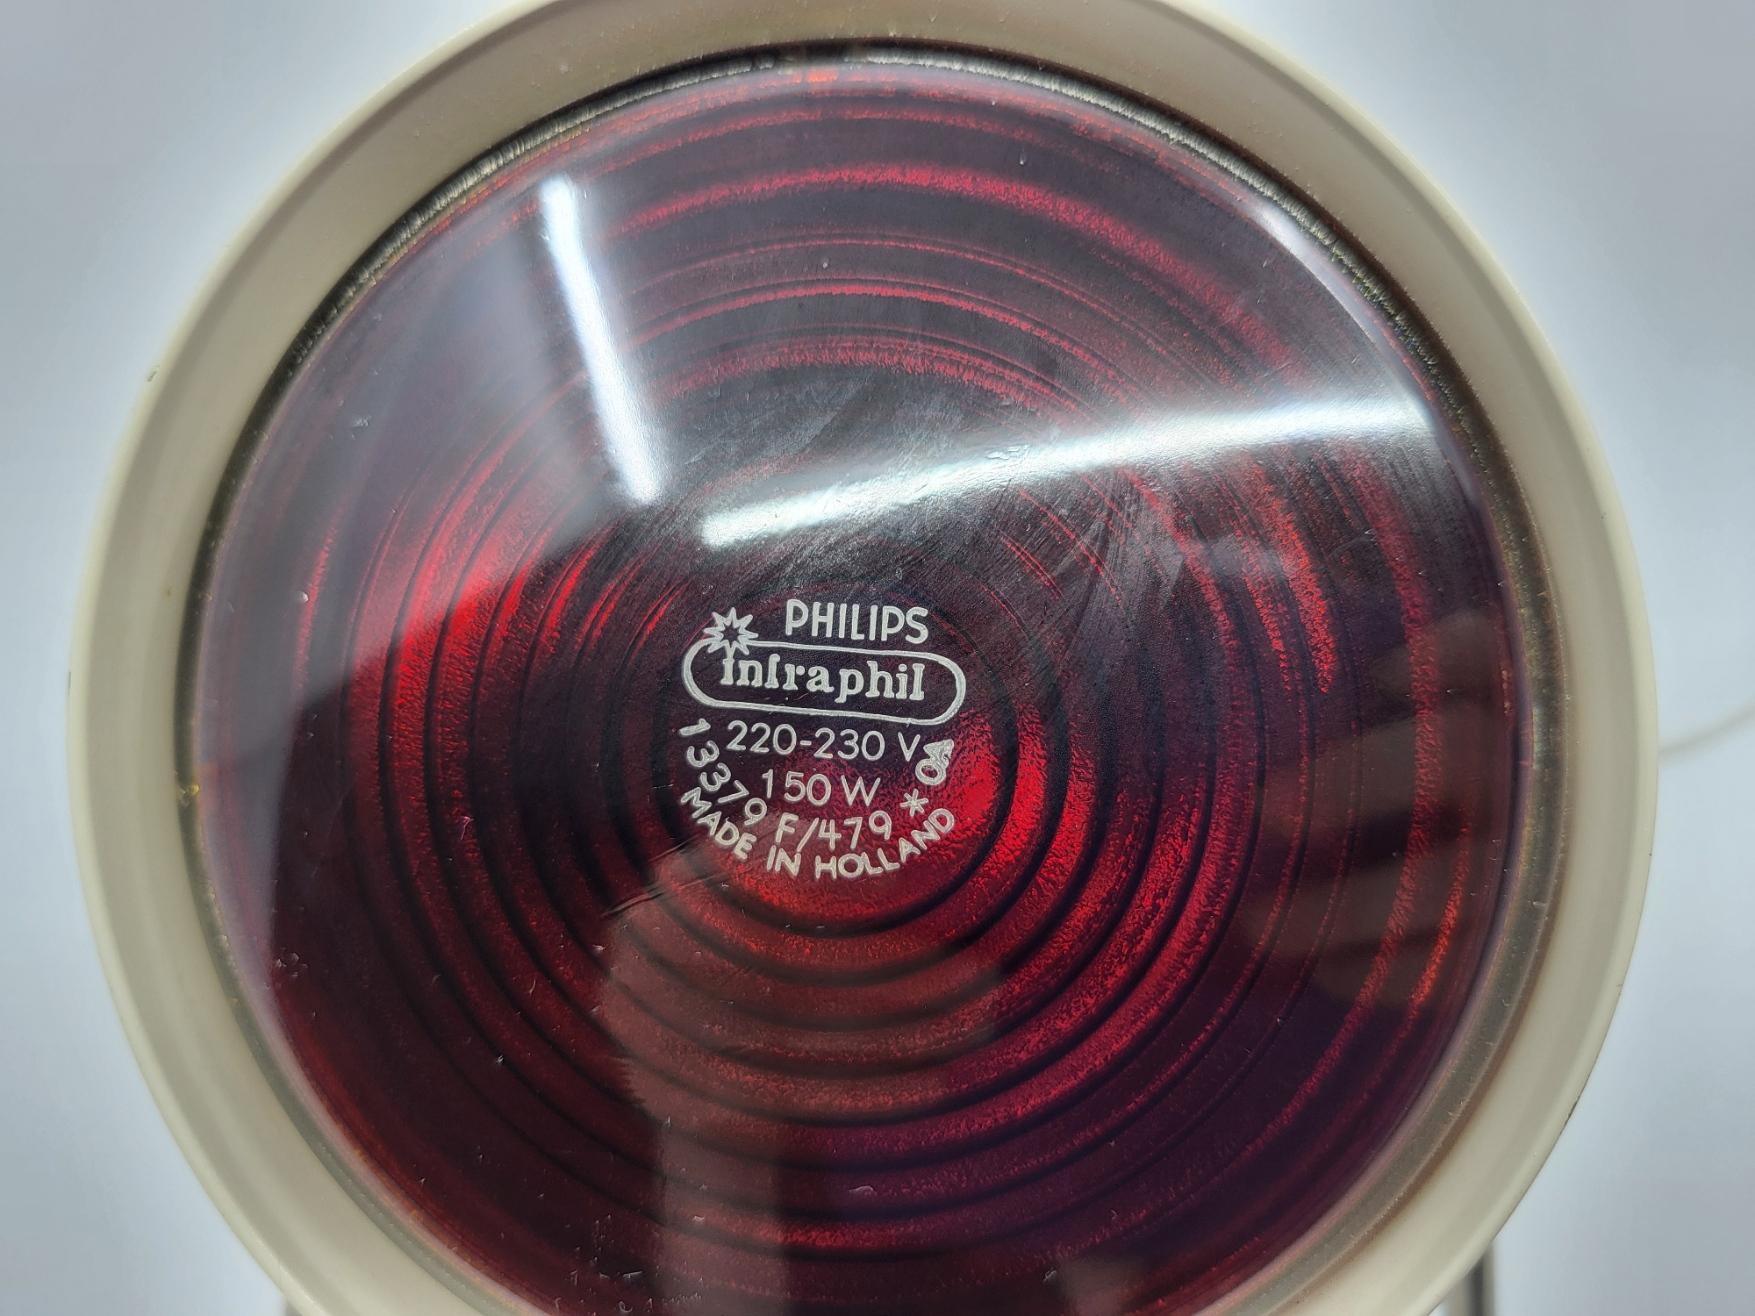 PHILIPS
infraphil
220-230 V
150 W
13379 F/479 *
MADE IN HOLLAND